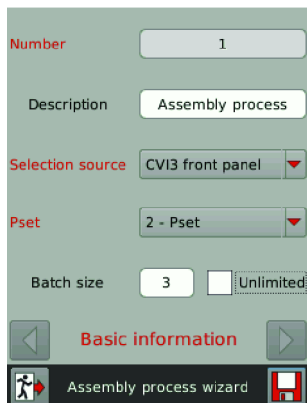 Number 1
Description Assembly process
Selection source CVI3 front panel
Pset 2 - Pset
Batch size 3 Unlimited
Basic information
Assembly process wizard